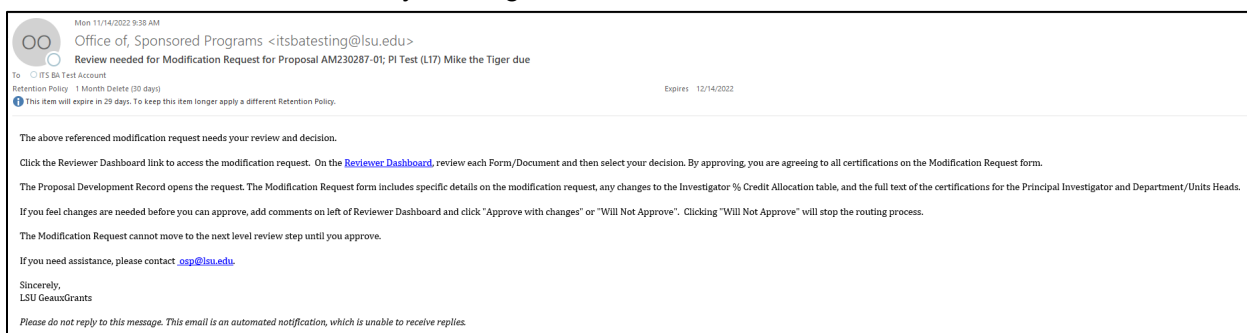 Mon 11/14/2022 9:38 AM
OO
Office of, Sponsored Programs <itsbatesting@lsu.edu>
Review needed for Modification Request for Proposal AM230287-01; PI Test (L17) Mike the Tiger due
To ITS BA Test Account
Retention Policy 1 Month Delete (30 days) Expires 12/14/2022
This item will expire in 29 days. To keep this item longer apply a different Retention Policy.
The above referenced modification request needs your review and decision.
Click the Reviewer Dashboard link to access the modification request. On the Reviewer Dashboard, review each Form/Document and then select your decision. By approving, you are agreeing to all certifications on the Modification Request form.
The Proposal Development Record opens the request. The Modification Request form includes specific details on the modification request, any changes to the Investigator % Credit Allocation table, and the full text of the certifications for the Principal Investigator and Department/Units Heads.
If you feel changes are needed before you can approve, add comments on left of Reviewer Dashboard and click "Approve with changes" or "Will Not Approve". Clicking "Will Not Approve" will stop the routing process.
The Modification Request cannot move to the next level review step until you approve.
If you need assistance, please contact osp@lsu.edu.
Sincerely,
LSU GeauxGrants
Please do not reply to this message. This email is an automated notification, which is unable to receive replies.